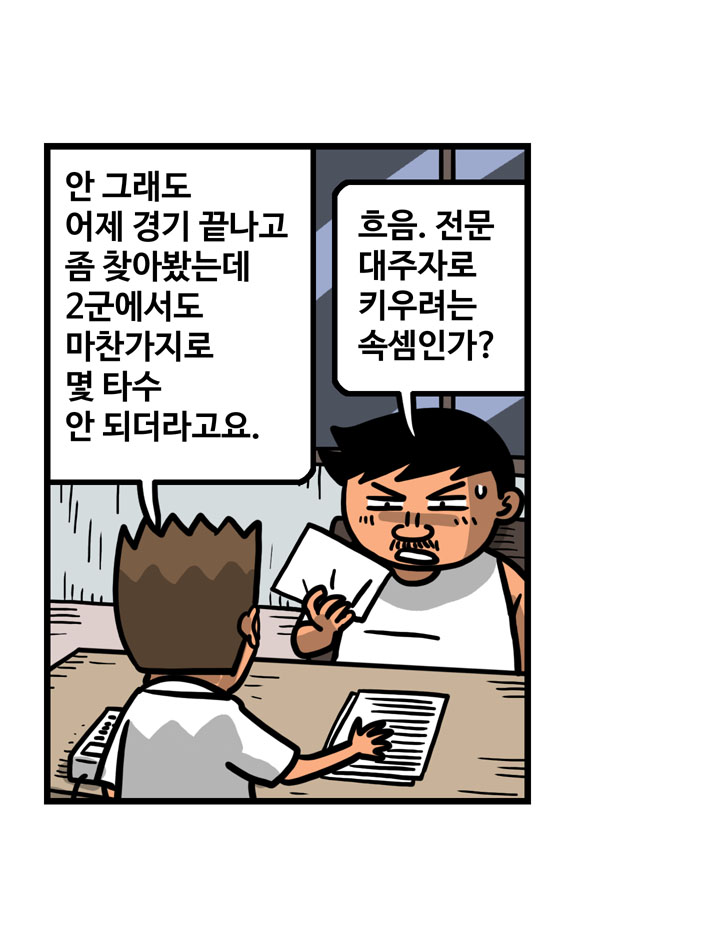 안 그래도
어제 경기 끝나고
좀 찾아봤는데
2군에서도
마찬가지로
몇 타수
안 되더라고요.
흐음. 전문
대주자로
키우려는
속셈인가?